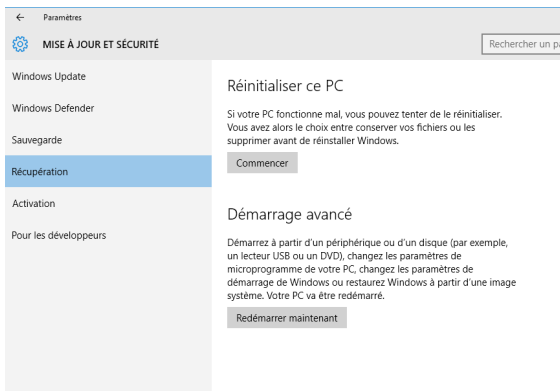 Paramètres
MISE À JOUR ET SÉCURITÉ
Rechercher un
Windows Update
Windows Defender
Sauvegarde
Récupération
Activation
Pour les développeurs
Réinitialiser ce PC
Si votre PC fonctionne mal, vous pouvez tenter de le réinitialiser.
Vous avez alors le choix entre conserver vos fichiers ou les
supprimer avant de réinstaller Windows.
Commencer
Démarrage avancé
Démarrez à partir d'un périphérique ou d'un disque (par exemple,
un lecteur USB ou un DVD), changez les paramètres de
microprogramme de votre PC, changez les paramètres de
démarrage de Windows ou restaurez Windows à partir d'une image
système. Votre PC va être redémarré.
Redémarrer maintenant